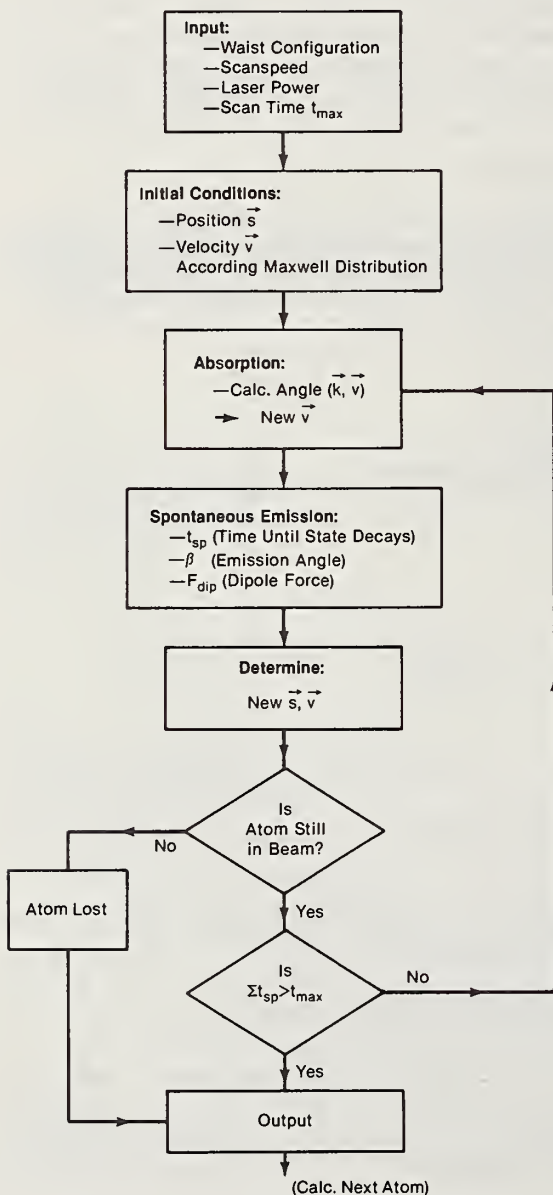 Input:
—Waist Configuration
—Scanspeed
—Laser Power
—Scan Time t_max
Initial Conditions:
—Position s⃗
—Velocity v⃗
According Maxwell Distribution
Absorption:
—Calc. Angle (k⃗, v⃗)
→ New v⃗
Spontaneous Emission:
—t_sp (Time Until State Decays)
—β (Emission Angle)
—F_dip (Dipole Force)
Determine:
New s⃗, v⃗
Is
Atom Still
in Beam?
No
Yes
Atom Lost
Is
Σt_sp>t_max
No
Yes
Output
(Calc. Next Atom)